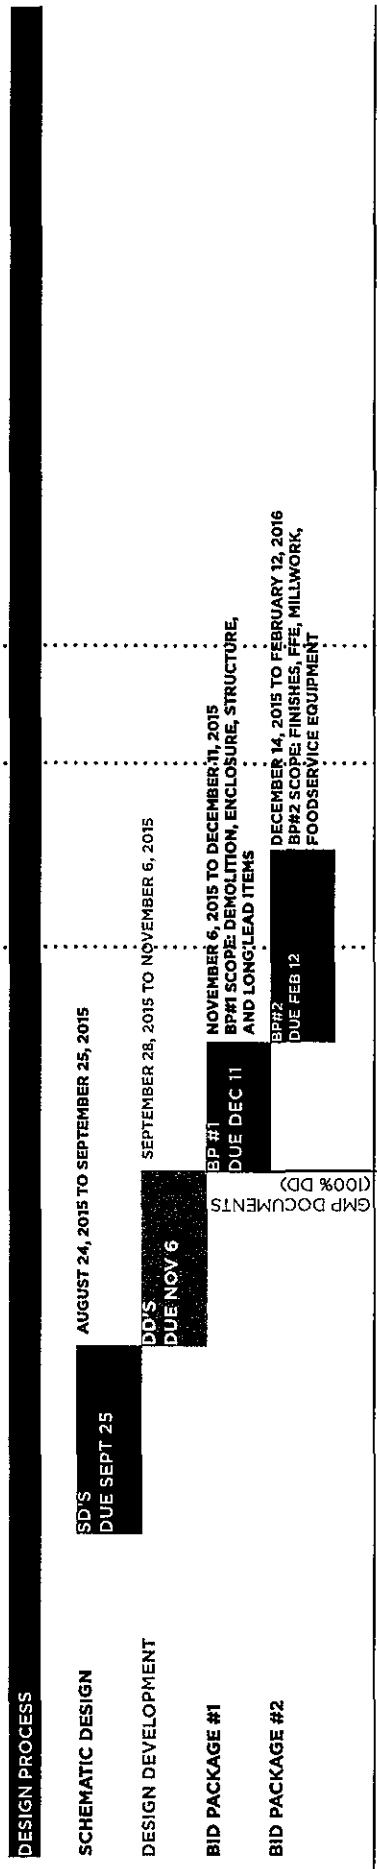 DESIGN PROCESS
SCHEMATIC DESIGN
SD'S
DUE SEPT 25
AUGUST 24, 2015 TO SEPTEMBER 25, 2015
DESIGN DEVELOPMENT
DD'S
DUE NOV 6
SEPTEMBER 28, 2015 TO NOVEMBER 6, 2015
BID PACKAGE #1
GMP DOCUMENTS
(100% DD)
BP #1
DUE DEC 11
NOVEMBER 6, 2015 TO DECEMBER 11, 2015
BP#1 SCOPE: DEMOLITION, ENCLOSURE, STRUCTURE,
AND LONG LEAD ITEMS
BID PACKAGE #2
BP#2
DUE FEB 12
DECEMBER 14, 2015 TO FEBRUARY 12, 2016
BP#2 SCOPE: FINISHES, FFE, MILLWORK,
FOODSERVICE EQUIPMENT